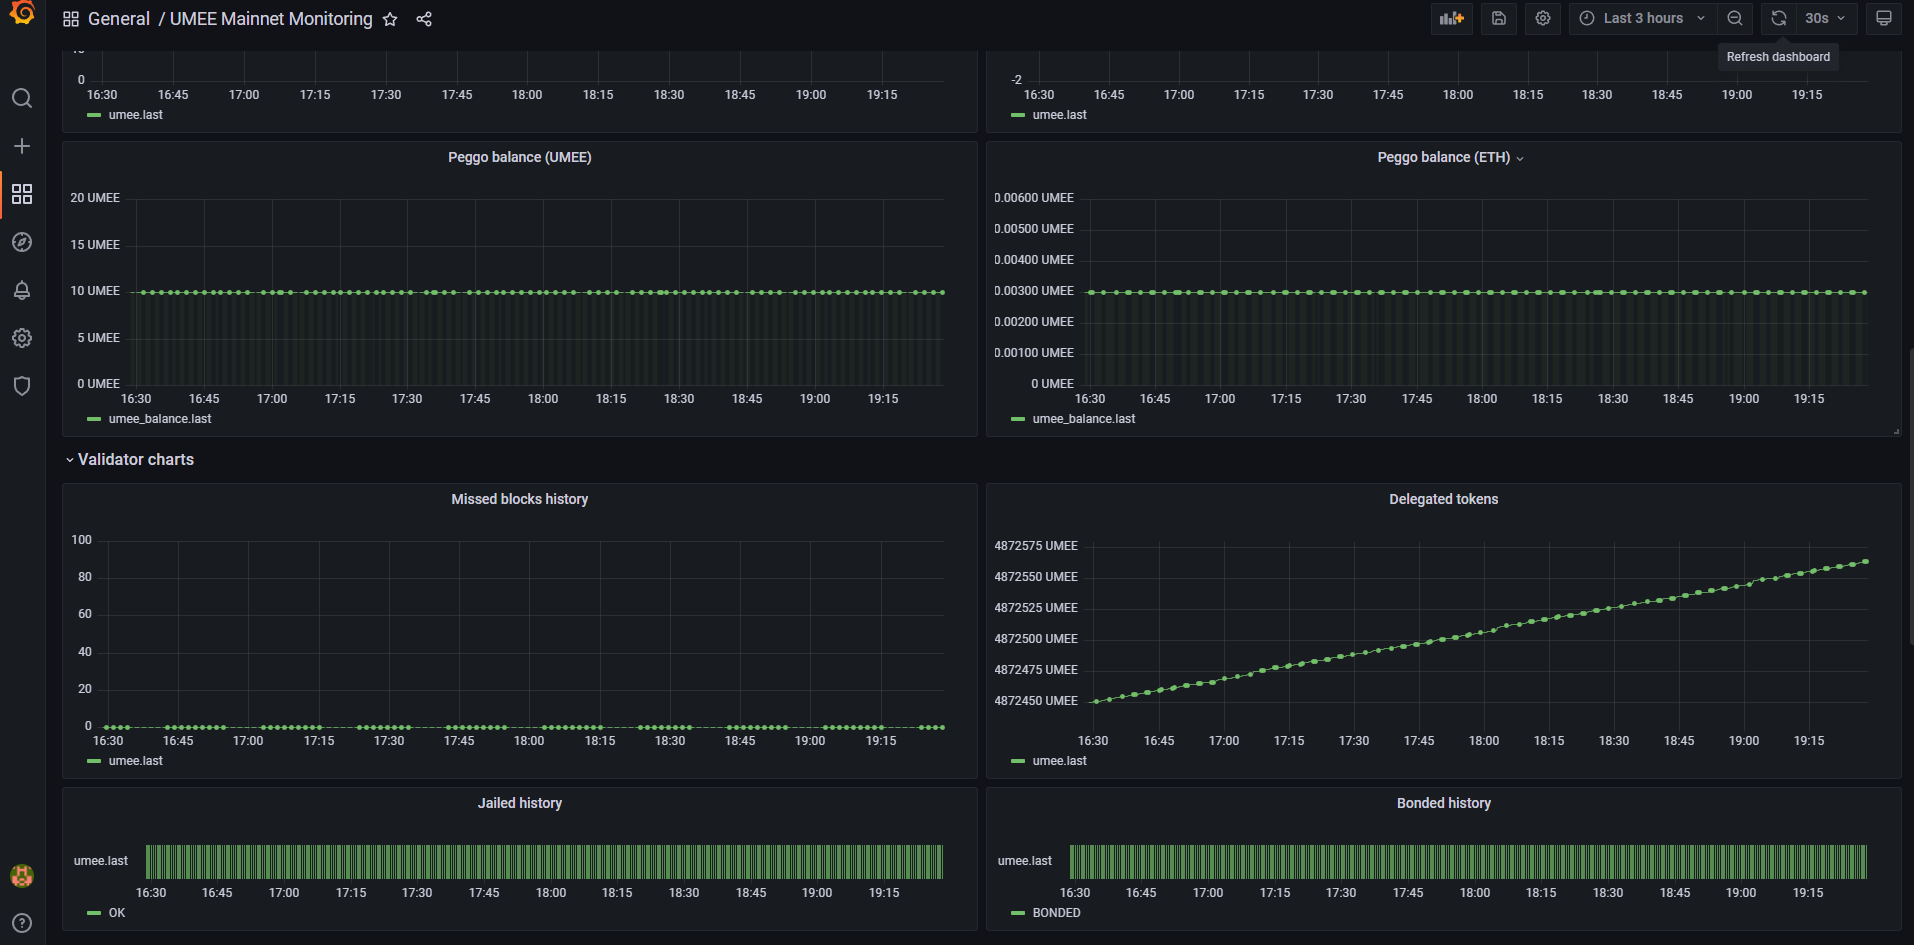 General / UMEE Mainnet Monitoring
Last 3 hours
30s
Refresh dashboard
0
16:30 16:45 17:00 17:15 17:30 17:45 18:00 18:15 18:30 18:45 19:00 19:15
umee.last
-2
16:30 16:45 17:00 17:15 17:30 17:45 18:00 18:15 18:30 18:45 19:00 19:15
umee.last
Peggo balance (UMEE)
20 UMEE
15 UMEE
10 UMEE
5 UMEE
0 UMEE
16:30 16:45 17:00 17:15 17:30 17:45 18:00 18:15 18:30 18:45 19:00 19:15
umee_balance.last
Peggo balance (ETH)
0.00600 UMEE
0.00500 UMEE
0.00400 UMEE
0.00300 UMEE
0.00200 UMEE
0.00100 UMEE
0 UMEE
16:30 16:45 17:00 17:15 17:30 17:45 18:00 18:15 18:30 18:45 19:00 19:15
umee_balance.last
Validator charts
Missed blocks history
100
80
60
40
20
0
16:30 16:45 17:00 17:15 17:30 17:45 18:00 18:15 18:30 18:45 19:00 19:15
umee.last
Delegated tokens
4872575 UMEE
4872550 UMEE
4872525 UMEE
4872500 UMEE
4872475 UMEE
4872450 UMEE
16:30 16:45 17:00 17:15 17:30 17:45 18:00 18:15 18:30 18:45 19:00 19:15
umee.last
Jailed history
umee.last
16:30 16:45 17:00 17:15 17:30 17:45 18:00 18:15 18:30 18:45 19:00 19:15
OK
Bonded history
umee.last
16:30 16:45 17:00 17:15 17:30 17:45 18:00 18:15 18:30 18:45 19:00 19:15
BONDED